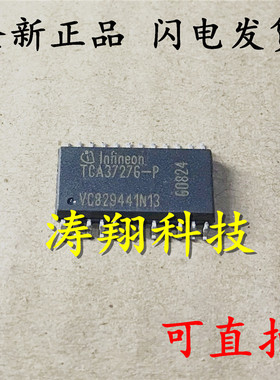 全新正品 闪电发货
infineon
TCA3727G-P
VC829441N13
G0824
涛翔科技
可直拍